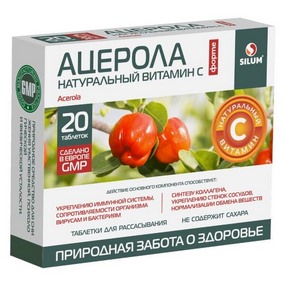 АЦЕРОЛА
НАТУРАЛЬНЫЙ ВИТАМИН С
форте
SILUM®
Acerola
20
таблеток
СДЕЛАНО
В ЕВРОПЕ
GMP
НАТУРАЛЬНЫЙ
С
ВИТАМИН
GMP
ДЕЙСТВИЕ ОСНОВНОГО КОМПОНЕНТА СПОСОБСТВУЕТ:
УКРЕПЛЕНИЮ ИММУННОЙ СИСТЕМЫ,
СОПРОТИВЛЯЕМОСТИ ОРГАНИЗМА
ВИРУСАМ И БАКТЕРИЯМ
СИНТЕЗУ КОЛЛАГЕНА,
УКРЕПЛЕНИЮ СТЕНОК СОСУДОВ,
НОРМАЛИЗАЦИИ ОБМЕНА ВЕЩЕСТВ
ТАБЛЕТКИ ДЛЯ РАССАСЫВАНИЯ
НЕ СОДЕРЖИТ САХАРА
ПРИРОДНАЯ ЗАБОТА О ЗДОРОВЬЕ